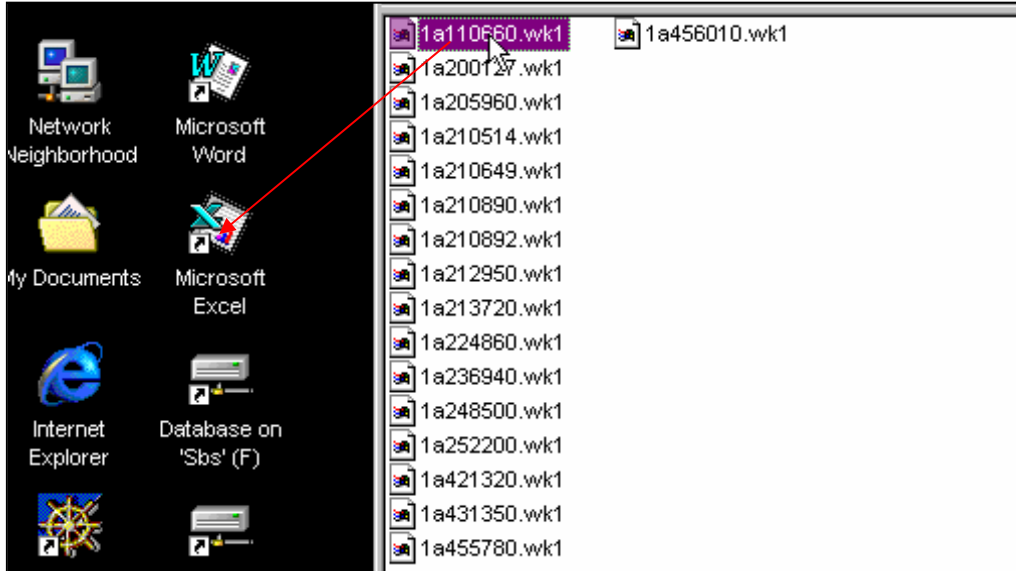 Network
Neighborhood
Microsoft
Word
My Documents
Microsoft
Excel
Internet
Explorer
Database on
'Sbs' (F)
1a110660.wk1
1a200127.wk1
1a205960.wk1
1a210514.wk1
1a210649.wk1
1a210890.wk1
1a210892.wk1
1a212950.wk1
1a213720.wk1
1a224860.wk1
1a236940.wk1
1a248500.wk1
1a252200.wk1
1a421320.wk1
1a431350.wk1
1a455780.wk1
1a456010.wk1